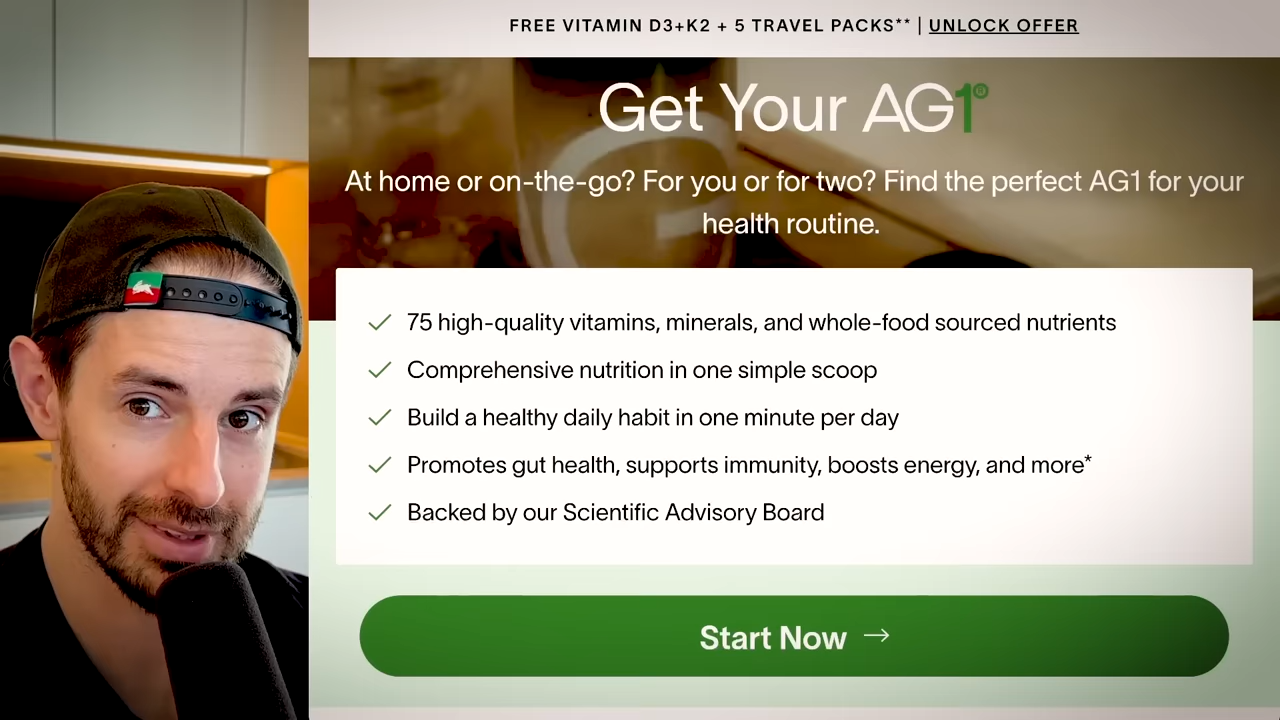 FREE VITAMIN D3+K2 + 5 TRAVEL PACKS** | UNLOCK OFFER
Get Your AG1®
At home or on-the-go? For you or for two? Find the perfect AG1 for your
health routine.
75 high-quality vitamins, minerals, and whole-food sourced nutrients
Comprehensive nutrition in one simple scoop
Build a healthy daily habit in one minute per day
Promotes gut health, supports immunity, boosts energy, and more*
Backed by our Scientific Advisory Board
Start Now →